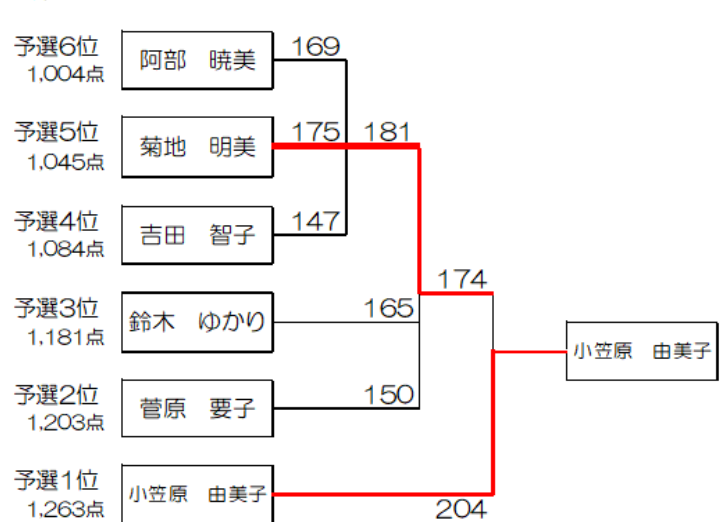 予選6位
1,004点
阿部 暁美
169
予選5位
1,045点
菊地 明美
175
181
予選4位
1,084点
吉田 智子
147
174
予選3位
1,181点
鈴木 ゆかり
165
小笠原 由美子
予選2位
1,203点
菅原 要子
150
予選1位
1,263点
小笠原 由美子
204